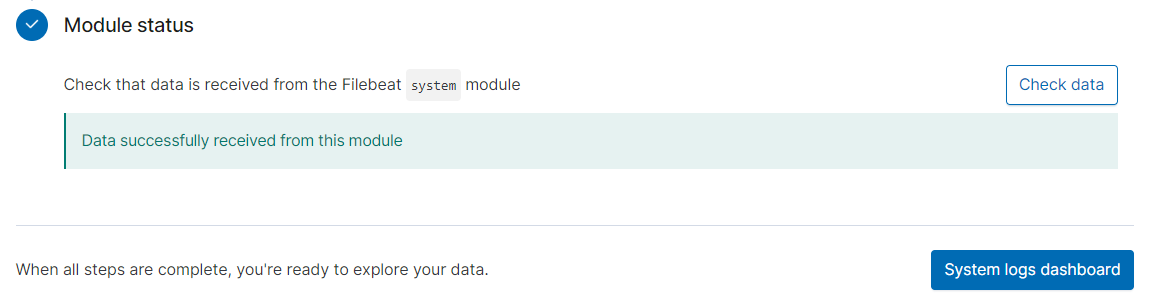 Module status
Check that data is received from the Filebeat system module
Check data
Data successfully received from this module
When all steps are complete, you're ready to explore your data.
System logs dashboard